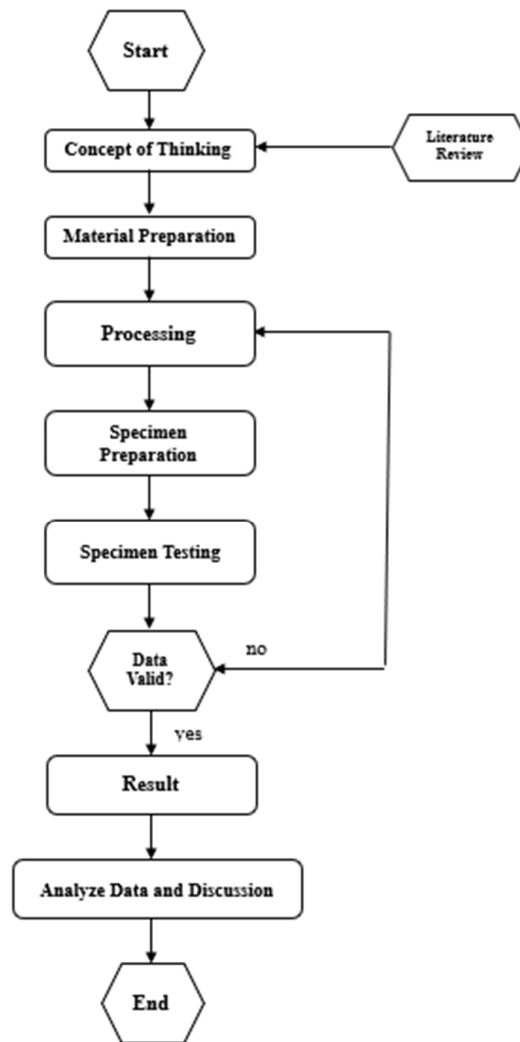 Start
Concept of Thinking
Literature
Review
Material Preparation
Processing
Specimen
Preparation
Specimen Testing
Data
Valid?
no
yes
Result
Analyze Data and Discussion
End